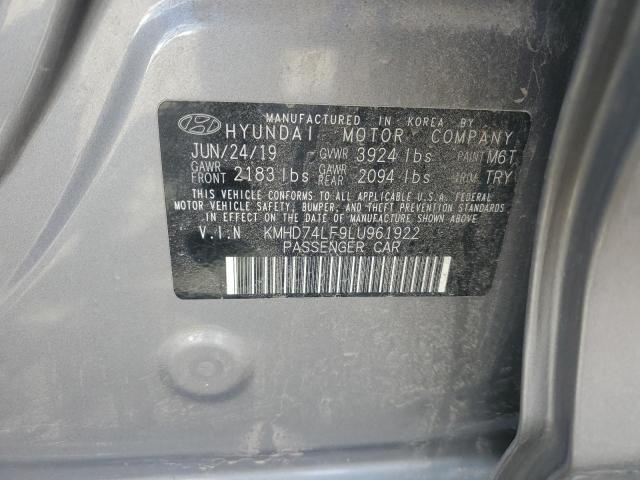 MANUFACTURED IN KOREA BY
HYUNDAI MOTOR COMPANY
JUN/24/19 GVWR 3924 lbs PAINT M6T
GAWR FRONT 2183 lbs GAWR REAR 2094 lbs TRIM TRY
THIS VEHICLE CONFORMS TO ALL APPLICABLE U.S.A. FEDERAL
MOTOR VEHICLE SAFETY, BUMPER, AND THEFT PREVENTION STANDARDS
IN EFFECT ON THE DATE OF MANUFACTURE SHOWN ABOVE.
V.I.N KMHD74LF9LU961922
PASSENGER CAR